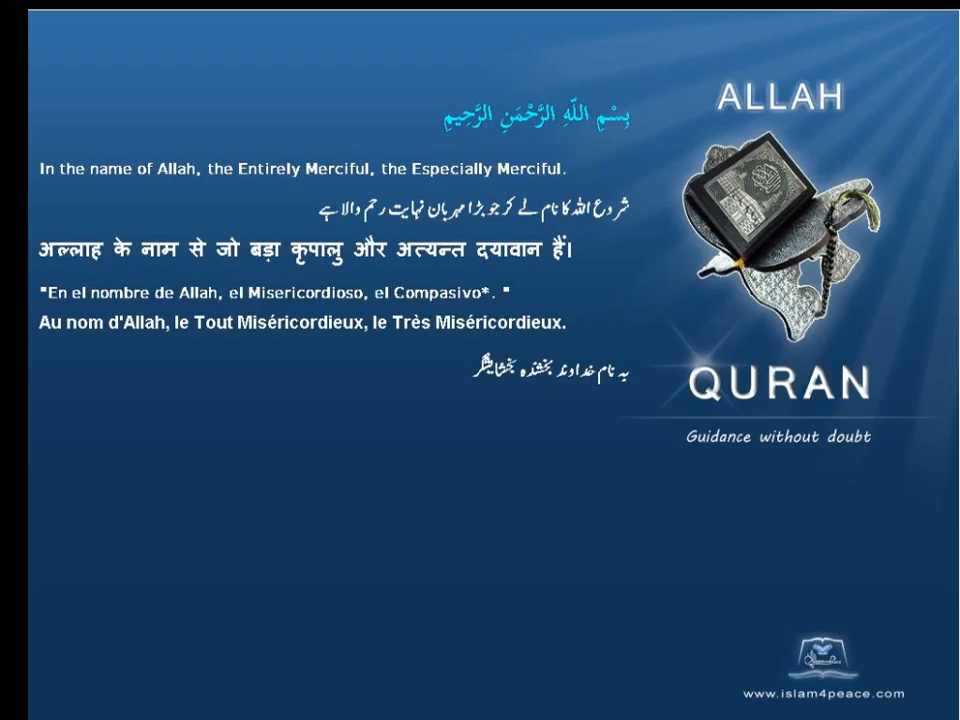 بِسْمِ اللَّهِ الرَّحْمَنِ الرَّحِيمِ
In the name of Allah, the Entirely Merciful, the Especially Merciful.
شروع الله کا نام لے کر جو بڑا مہربان نہایت رحم والا ہے
अल्लाह के नाम से जो बड़ा कृपालु और अत्यन्त दयावान हैं।
"En el nombre de Allah, el Misericordioso, el Compasivo*. "
Au nom d'Allah, le Tout Miséricordieux, le Très Miséricordieux.
به نام خداوند بخشنده بخشایشگر
ALLAH
QURAN
Guidance without doubt
www.islam4peace.com